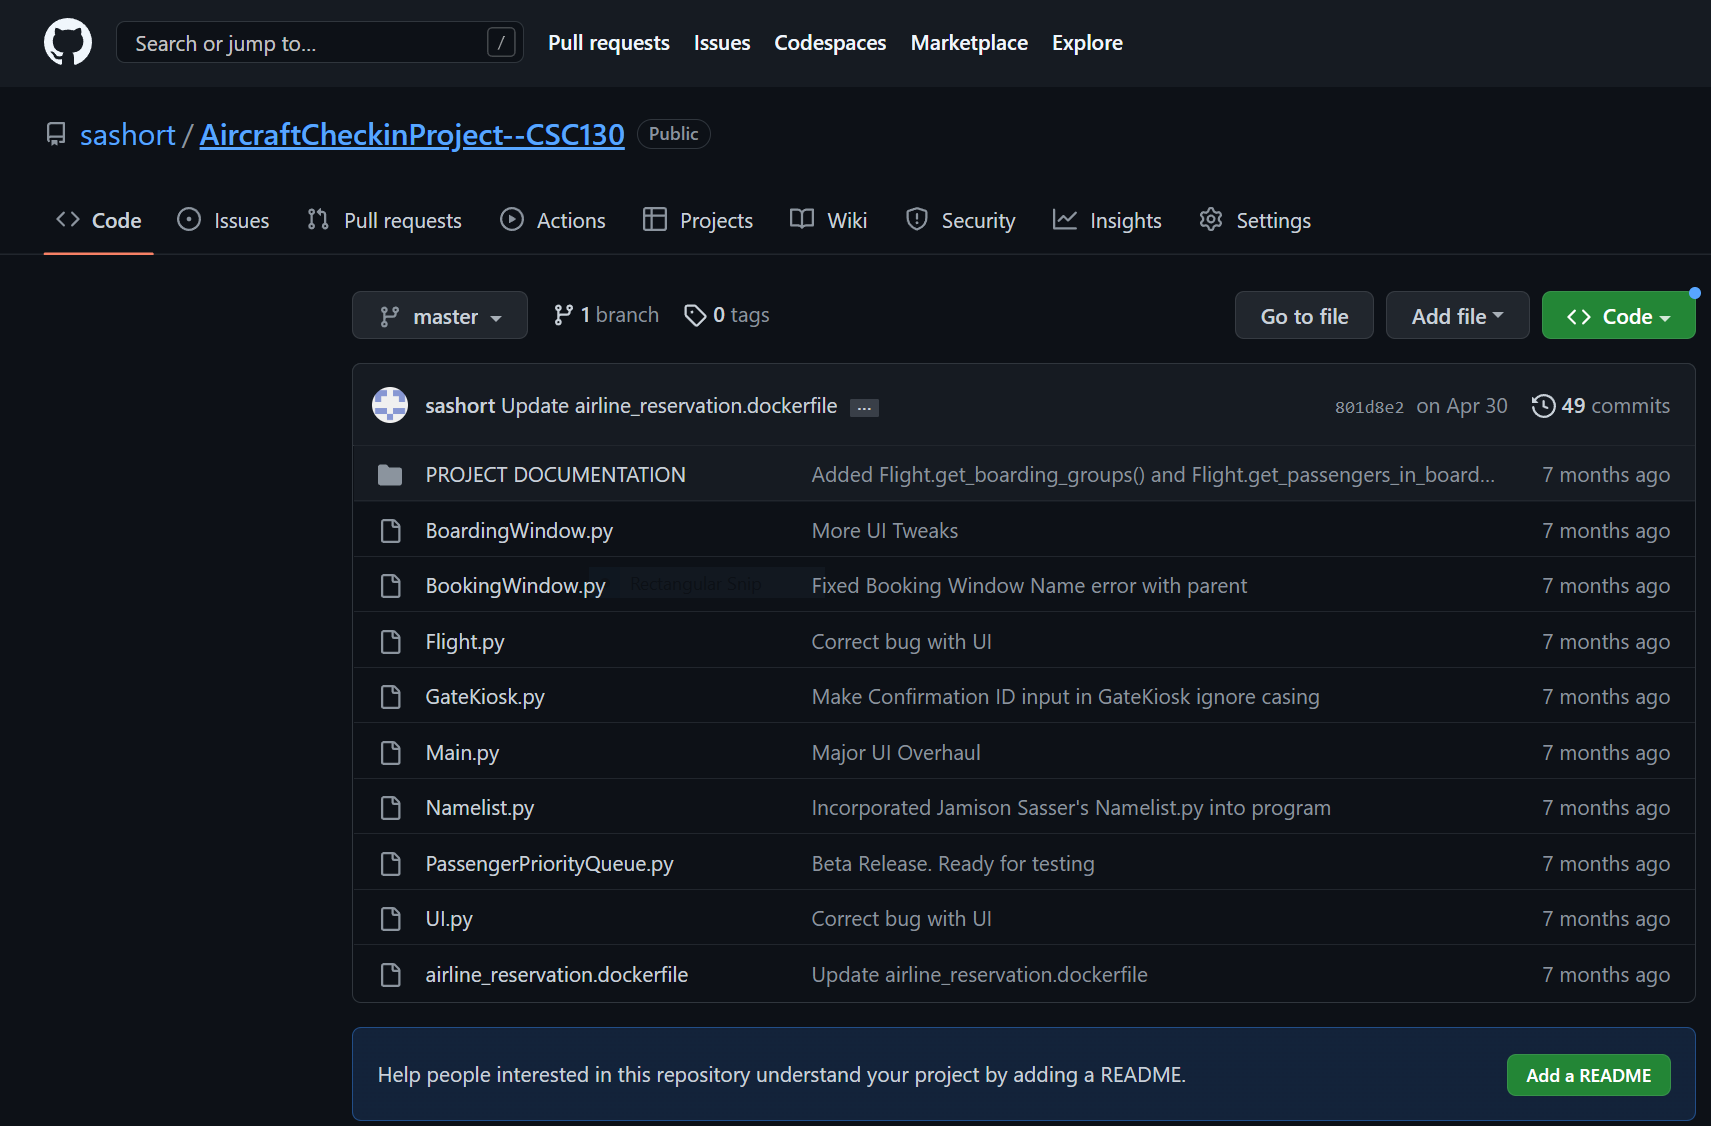 Search or jump to... /
Pull requests Issues Codespaces Marketplace Explore
sashort / AircraftCheckinProject--CSC130 Public
Code Issues Pull requests Actions Projects Wiki Security Insights Settings
master 1 branch 0 tags Go to file Add file Code
sashort Update airline_reservation.dockerfile ... 801d8e2 on Apr 30 49 commits
PROJECT DOCUMENTATION Added Flight.get_boarding_groups() and Flight.get_passengers_in_board... 7 months ago
BoardingWindow.py More UI Tweaks 7 months ago
BookingWindow.py Rectangular Snip Fixed Booking Window Name error with parent 7 months ago
Flight.py Correct bug with UI 7 months ago
GateKiosk.py Make Confirmation ID input in GateKiosk ignore casing 7 months ago
Main.py Major UI Overhaul 7 months ago
Namelist.py Incorporated Jamison Sasser's Namelist.py into program 7 months ago
PassengerPriorityQueue.py Beta Release. Ready for testing 7 months ago
UI.py Correct bug with UI 7 months ago
airline_reservation.dockerfile Update airline_reservation.dockerfile 7 months ago
Help people interested in this repository understand your project by adding a README. Add a README